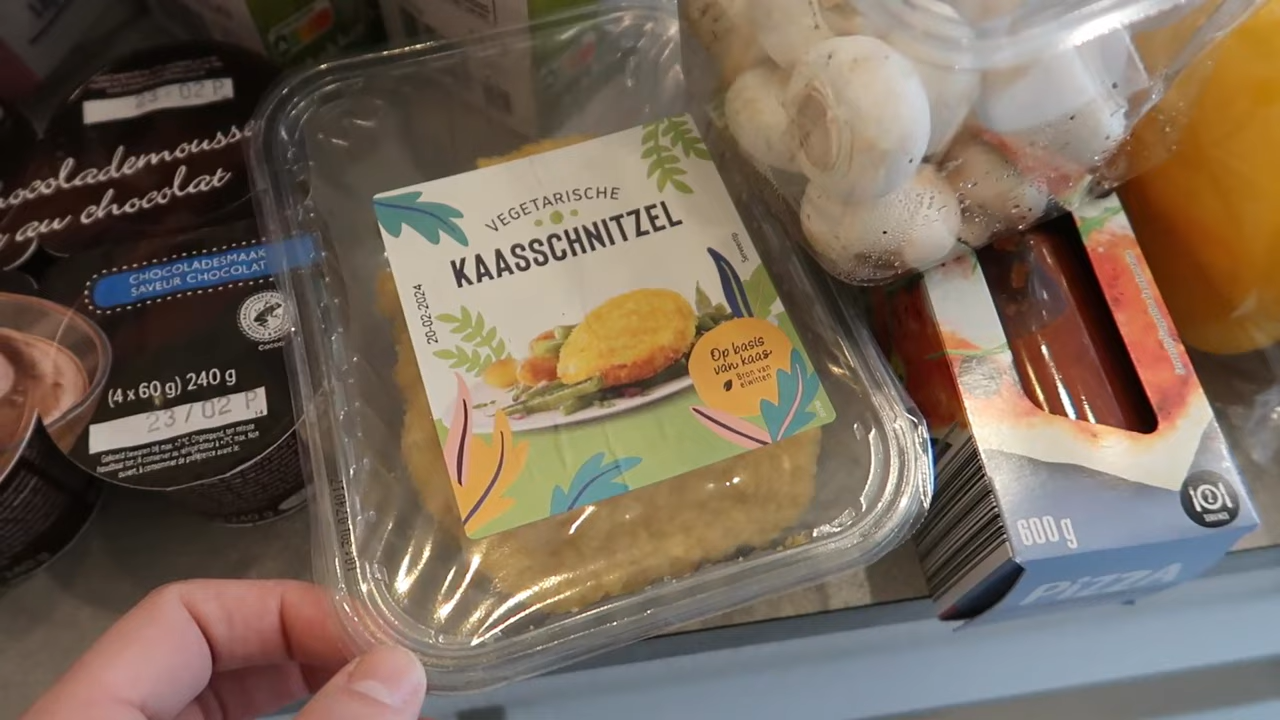 23-02 P
chocolademousse
au chocolat
CHOCOLADESMAAK
SAVEUR CHOCOLAT
(4 x 60 g) 240 g
23/02 P
VEGETARISCHE
KAASSCHNITZEL
20-02-2024
Op basis
van kaas
Bron van
eiwitten
600 g
PIZZA